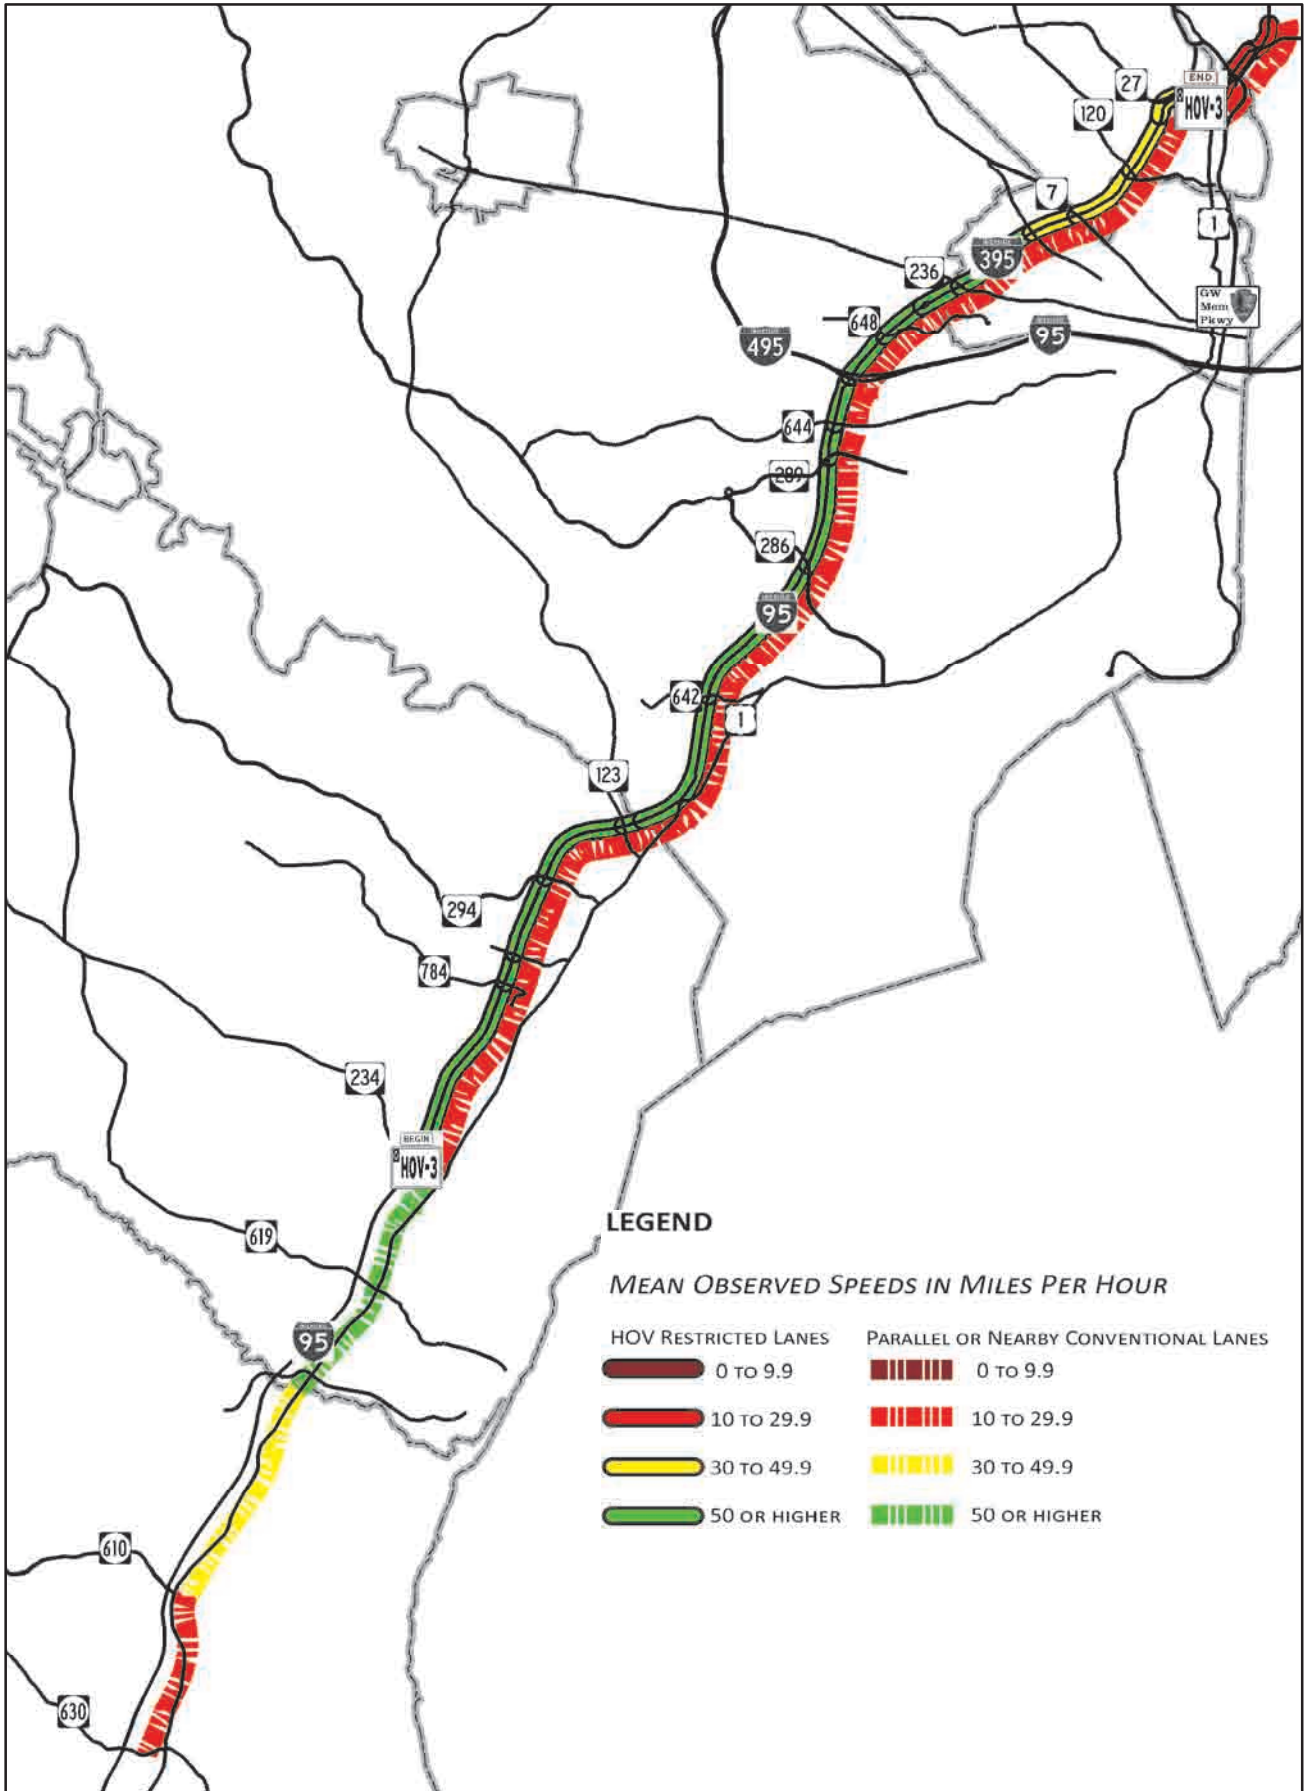 27
END
HOV-3
120
7
1
395
236
GW
Mem
Pkwy
648
95
495
644
289
286
95
642
1
123
294
784
234
BEGIN
HOV-3
619
LEGEND
MEAN OBSERVED SPEEDS IN MILES PER HOUR
HOV RESTRICTED LANES PARALLEL OR NEARBY CONVENTIONAL LANES
95
0 TO 9.9 0 TO 9.9
10 TO 29.9 10 TO 29.9
30 TO 49.9 30 TO 49.9
50 OR HIGHER 50 OR HIGHER
610
630